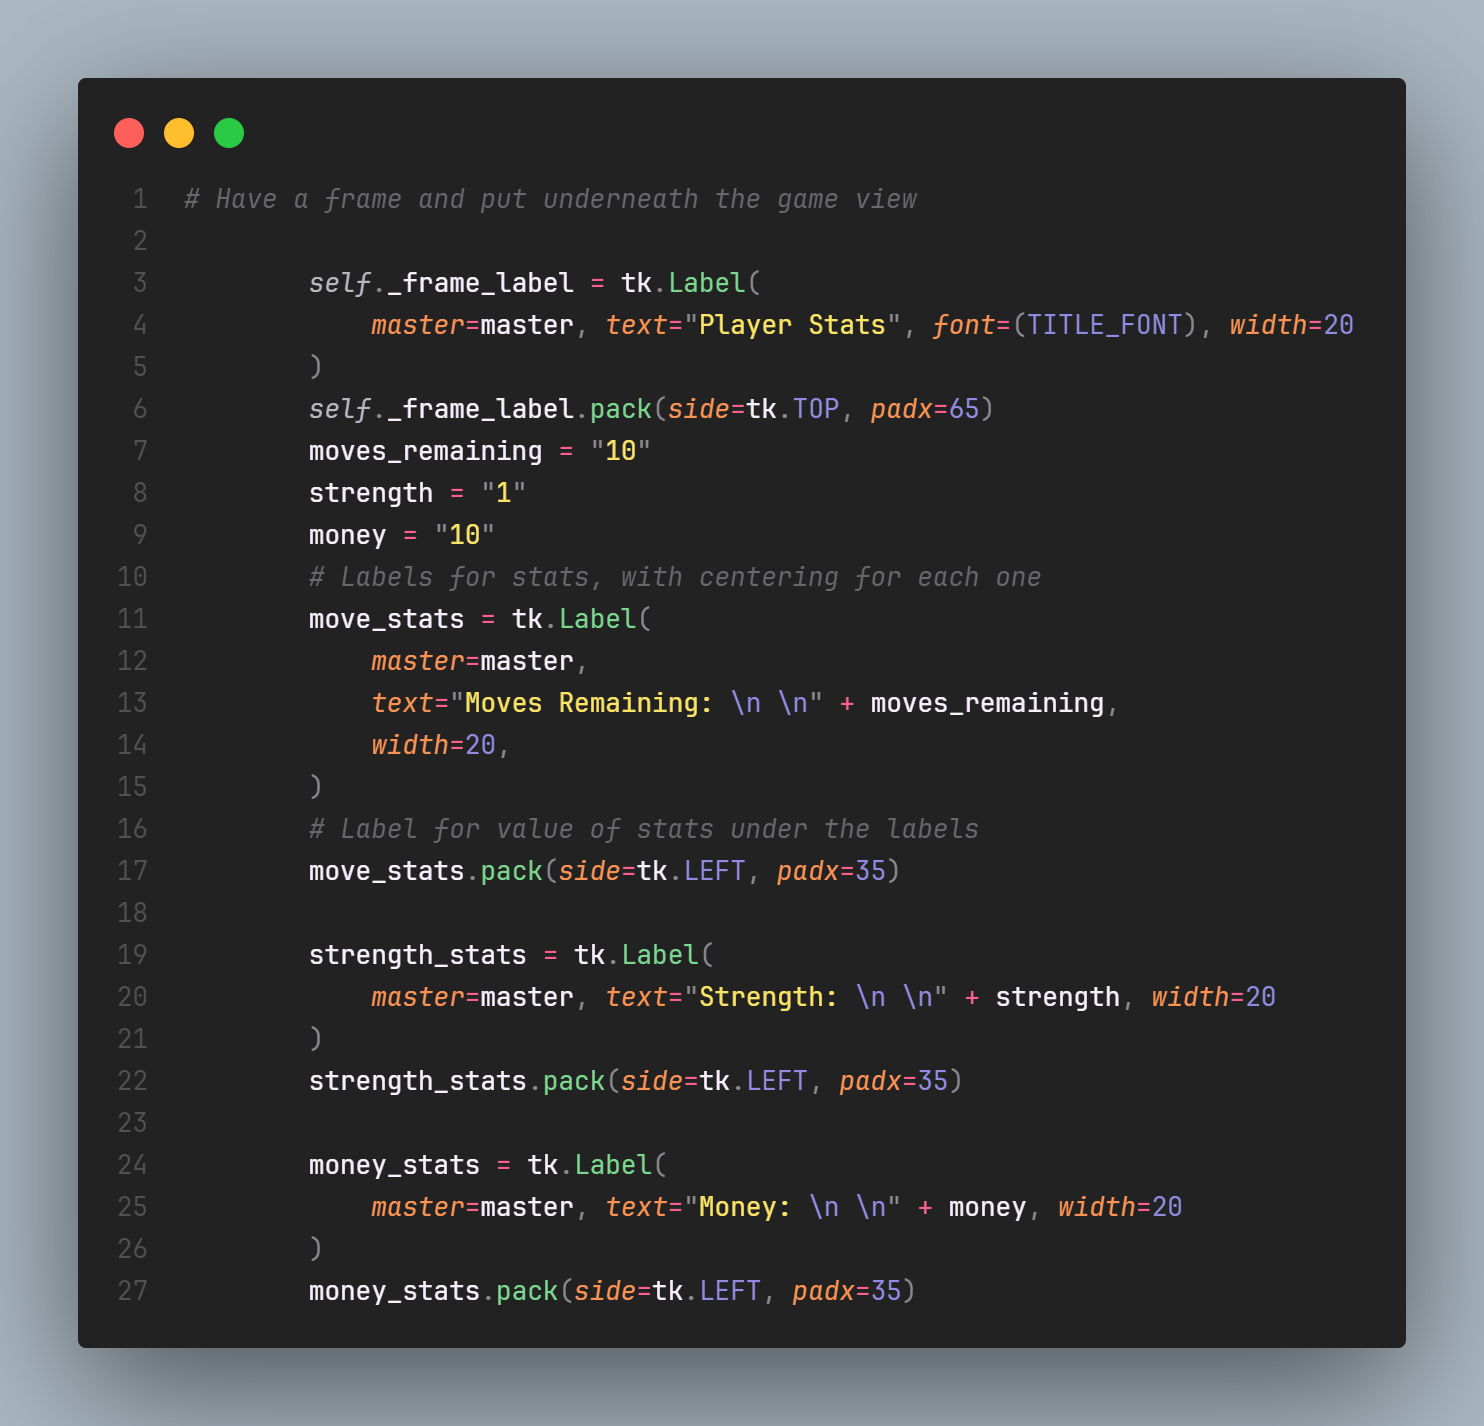 1 # Have a frame and put underneath the game view
2
3         self._frame_label = tk.Label(
4             master=master, text="Player Stats", font=(TITLE_FONT), width=20
5         )
6         self._frame_label.pack(side=tk.TOP, padx=65)
7         moves_remaining = "10"
8         strength = "1"
9         money = "10"
10         # Labels for stats, with centering for each one
11         move_stats = tk.Label(
12             master=master,
13             text="Moves Remaining: \n \n" + moves_remaining,
14             width=20,
15         )
16         # Label for value of stats under the labels
17         move_stats.pack(side=tk.LEFT, padx=35)
18
19         strength_stats = tk.Label(
20             master=master, text="Strength: \n \n" + strength, width=20
21         )
22         strength_stats.pack(side=tk.LEFT, padx=35)
23
24         money_stats = tk.Label(
25             master=master, text="Money: \n \n" + money, width=20
26         )
27         money_stats.pack(side=tk.LEFT, padx=35)